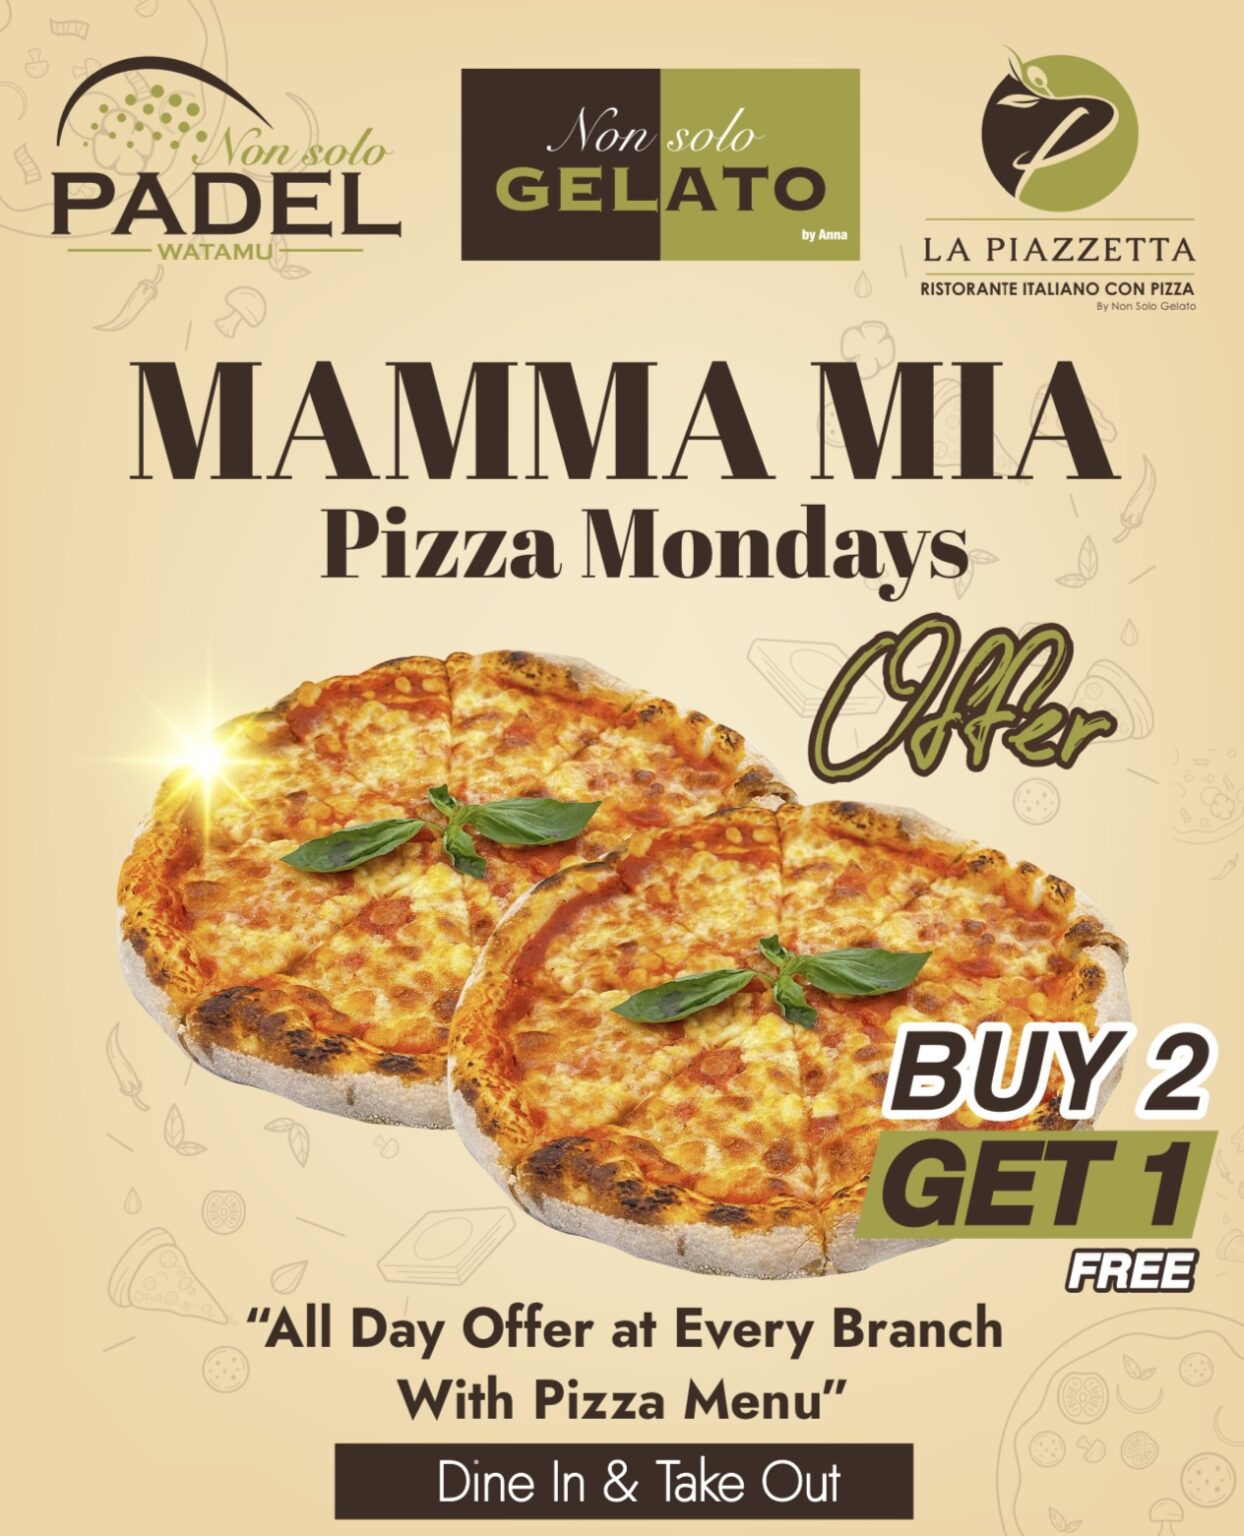 Non solo
PADEL
WATAMU
Non solo
GELATO
by Anna
P
LA PIAZZETTA
RISTORANTE ITALIANO CON PIZZA
By Non Solo Gelato
MAMMA MIA
Pizza Mondays
Offer
BUY 2
GET 1
FREE
“All Day Offer at Every Branch
With Pizza Menu”
Dine In & Take Out